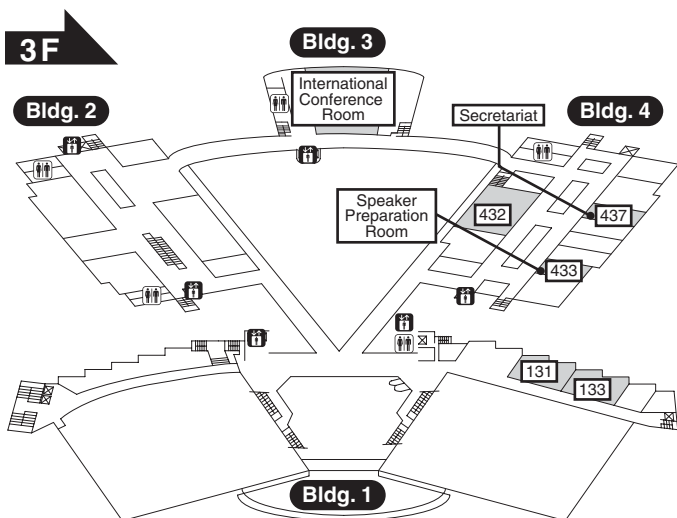 3F
Bldg. 3
International
Conference
Room
Bldg. 2
Secretariat
Bldg. 4
Speaker
Preparation
Room
432
437
433
131
133
Bldg. 1